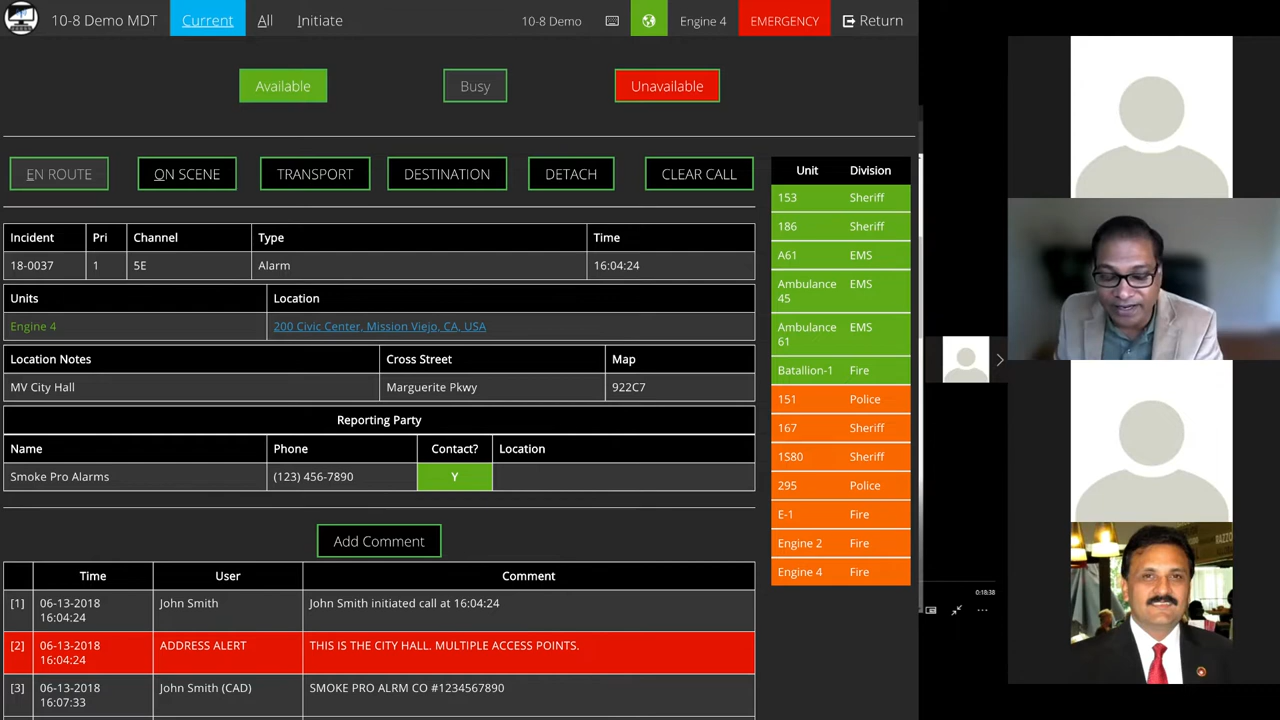 10-8 Demo MDT Current All Initiate 10-8 Demo Engine 4 EMERGENCY Return
Available Busy Unavailable
EN ROUTE ON SCENE TRANSPORT DESTINATION DETACH CLEAR CALL
Incident Pri Channel Type Time
18-0037 1 5E Alarm 16:04:24
Units Location
Engine 4 200 Civic Center, Mission Viejo, CA, USA
Location Notes Cross Street Map
MV City Hall Marguerite Pkwy 922C7
Reporting Party
Name Phone Contact? Location
Smoke Pro Alarms (123) 456-7890 Y
Add Comment
Time User Comment
[1] 06-13-2018 John Smith John Smith initiated call at 16:04:24
16:04:24
[2] 06-13-2018 ADDRESS ALERT THIS IS THE CITY HALL. MULTIPLE ACCESS POINTS.
16:04:24
[3] 06-13-2018 John Smith (CAD) SMOKE PRO ALRM CO #1234567890
16:07:33
Unit Division
153 Sheriff
186 Sheriff
A61 EMS
Ambulance EMS
45
Ambulance EMS
61
Batallion-1 Fire
151 Police
167 Sheriff
1S80 Sheriff
295 Police
E-1 Fire
Engine 2 Fire
Engine 4 Fire
0:18:38